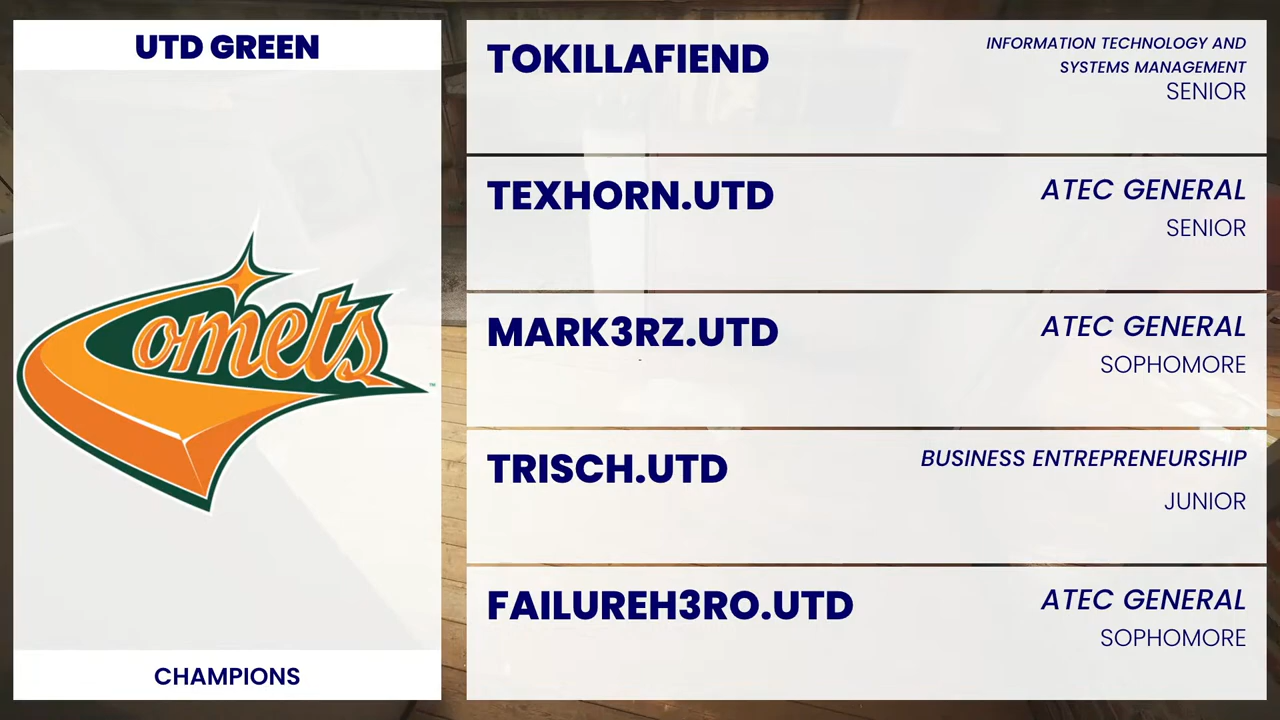 UTD GREEN
Comets
™
CHAMPIONS
TOKILLAFIEND
INFORMATION TECHNOLOGY AND
SYSTEMS MANAGEMENT
SENIOR
TEXHORN.UTD
ATEC GENERAL
SENIOR
MARK3RZ.UTD
ATEC GENERAL
SOPHOMORE
TRISCH.UTD
BUSINESS ENTREPRENEURSHIP
JUNIOR
FAILUREH3RO.UTD
ATEC GENERAL
SOPHOMORE